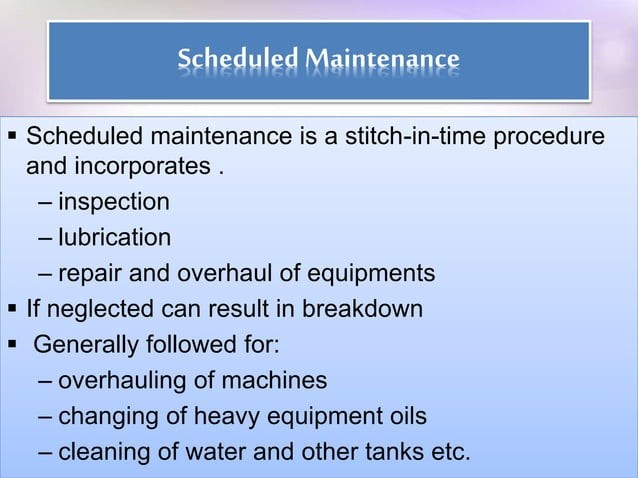 Scheduled Maintenance
▪ Scheduled maintenance is a stitch-in-time procedure
and incorporates .
– inspection
– lubrication
– repair and overhaul of equipments
▪ If neglected can result in breakdown
▪ Generally followed for:
– overhauling of machines
– changing of heavy equipment oils
– cleaning of water and other tanks etc.